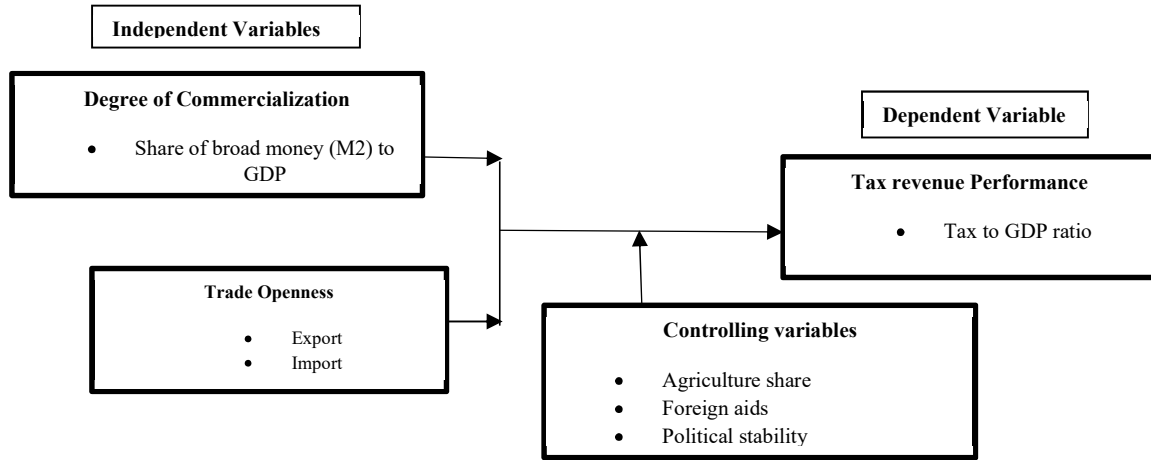 Independent Variables
Degree of Commercialization
• Share of broad money (M2) to
GDP
Trade Openness
• Export
• Import
Dependent Variable
Tax revenue Performance
• Tax to GDP ratio
Controlling variables
• Agriculture share
• Foreign aids
• Political stability